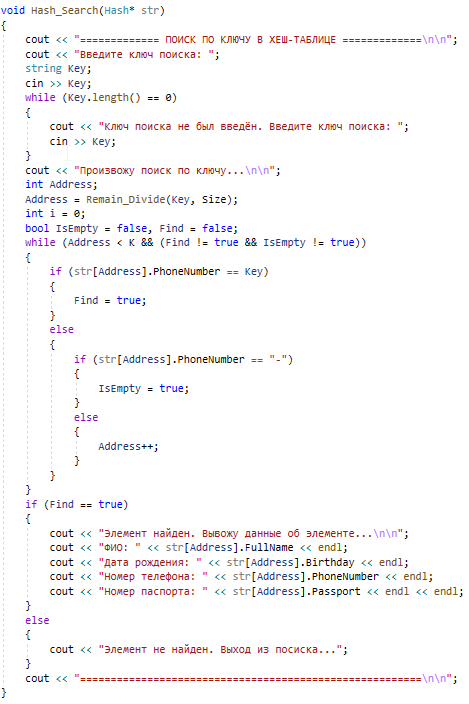 void Hash_Search(Hash* str)
{
cout << "============= ПОИСК ПО КЛЮЧУ В ХЕШ-ТАБЛИЦЕ =============\n\n";
cout << "Введите ключ поиска: ";
string Key;
cin >> Key;
while (Key.length() == 0)
{
cout << "Ключ поиска не был введён. Введите ключ поиска: ";
cin >> Key;
}
cout << "Произвожу поиск по ключу...\n\n";
int Address;
Address = Remain_Divide(Key, Size);
int i = 0;
bool IsEmpty = false, Find = false;
while (Address < K && (Find != true && IsEmpty != true))
{
if (str[Address].PhoneNumber == Key)
{
Find = true;
}
else
{
if (str[Address].PhoneNumber == "-")
{
IsEmpty = true;
}
else
{
Address++;
}
}
}
if (Find == true)
{
cout << "Элемент найден. Вывожу данные об элементе...\n\n";
cout << "ФИО: " << str[Address].FullName << endl;
cout << "Дата рождения: " << str[Address].Birthday << endl;
cout << "Номер телефона: " << str[Address].PhoneNumber << endl;
cout << "Номер паспорта: " << str[Address].Passport << endl << endl;
}
else
{
cout << "Элемент не найден. Выход из посиска...";
}
cout << "========================================================\n\n";
}